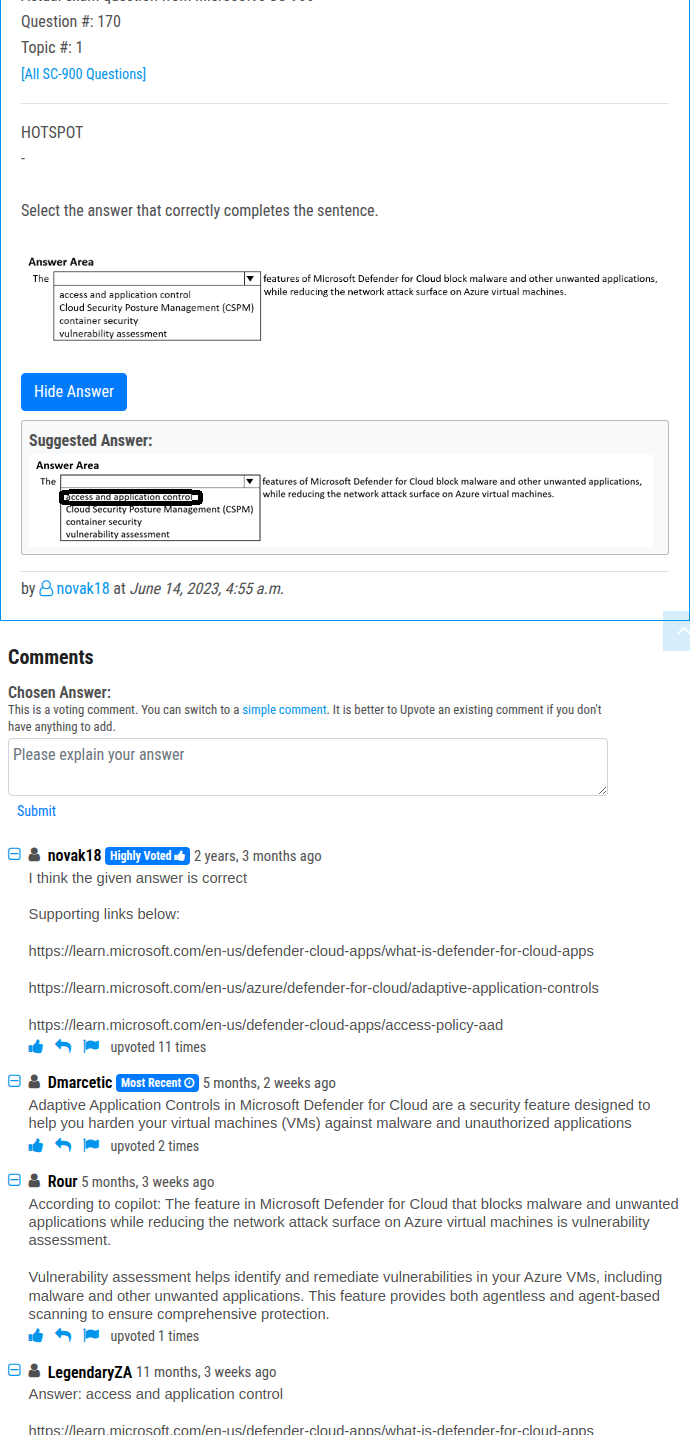 Question #: 170
Topic #: 1
[All SC-900 Questions]
HOTSPOT
-
Select the answer that correctly completes the sentence.
Answer Area
The features of Microsoft Defender for Cloud block malware and other unwanted applications,
while reducing the network attack surface on Azure virtual machines.
access and application control
Cloud Security Posture Management (CSPM)
container security
vulnerability assessment
Hide Answer
Suggested Answer:
Answer Area
The features of Microsoft Defender for Cloud block malware and other unwanted applications,
while reducing the network attack surface on Azure virtual machines.
access and application control
Cloud Security Posture Management (CSPM)
container security
vulnerability assessment
by novak18 at June 14, 2023, 4:55 a.m.
Comments
Chosen Answer:
This is a voting comment. You can switch to a simple comment. It is better to Upvote an existing comment if you don't
have anything to add.
Please explain your answer
Submit
novak18 Highly Voted 2 years, 3 months ago
I think the given answer is correct
Supporting links below:
https://learn.microsoft.com/en-us/defender-cloud-apps/what-is-defender-for-cloud-apps
https://learn.microsoft.com/en-us/azure/defender-for-cloud/adaptive-application-controls
https://learn.microsoft.com/en-us/defender-cloud-apps/access-policy-aad
upvoted 11 times
Dmarcetic Most Recent 5 months, 2 weeks ago
Adaptive Application Controls in Microsoft Defender for Cloud are a security feature designed to
help you harden your virtual machines (VMs) against malware and unauthorized applications
upvoted 2 times
Rour 5 months, 3 weeks ago
According to copilot: The feature in Microsoft Defender for Cloud that blocks malware and unwanted
applications while reducing the network attack surface on Azure virtual machines is vulnerability
assessment.
Vulnerability assessment helps identify and remediate vulnerabilities in your Azure VMs, including
malware and other unwanted applications. This feature provides both agentless and agent-based
scanning to ensure comprehensive protection.
upvoted 1 times
LegendaryZA 11 months, 3 weeks ago
Answer: access and application control
https://learn.microsoft.com/en-us/defender-cloud-apps/what-is-defender-for-cloud-apps